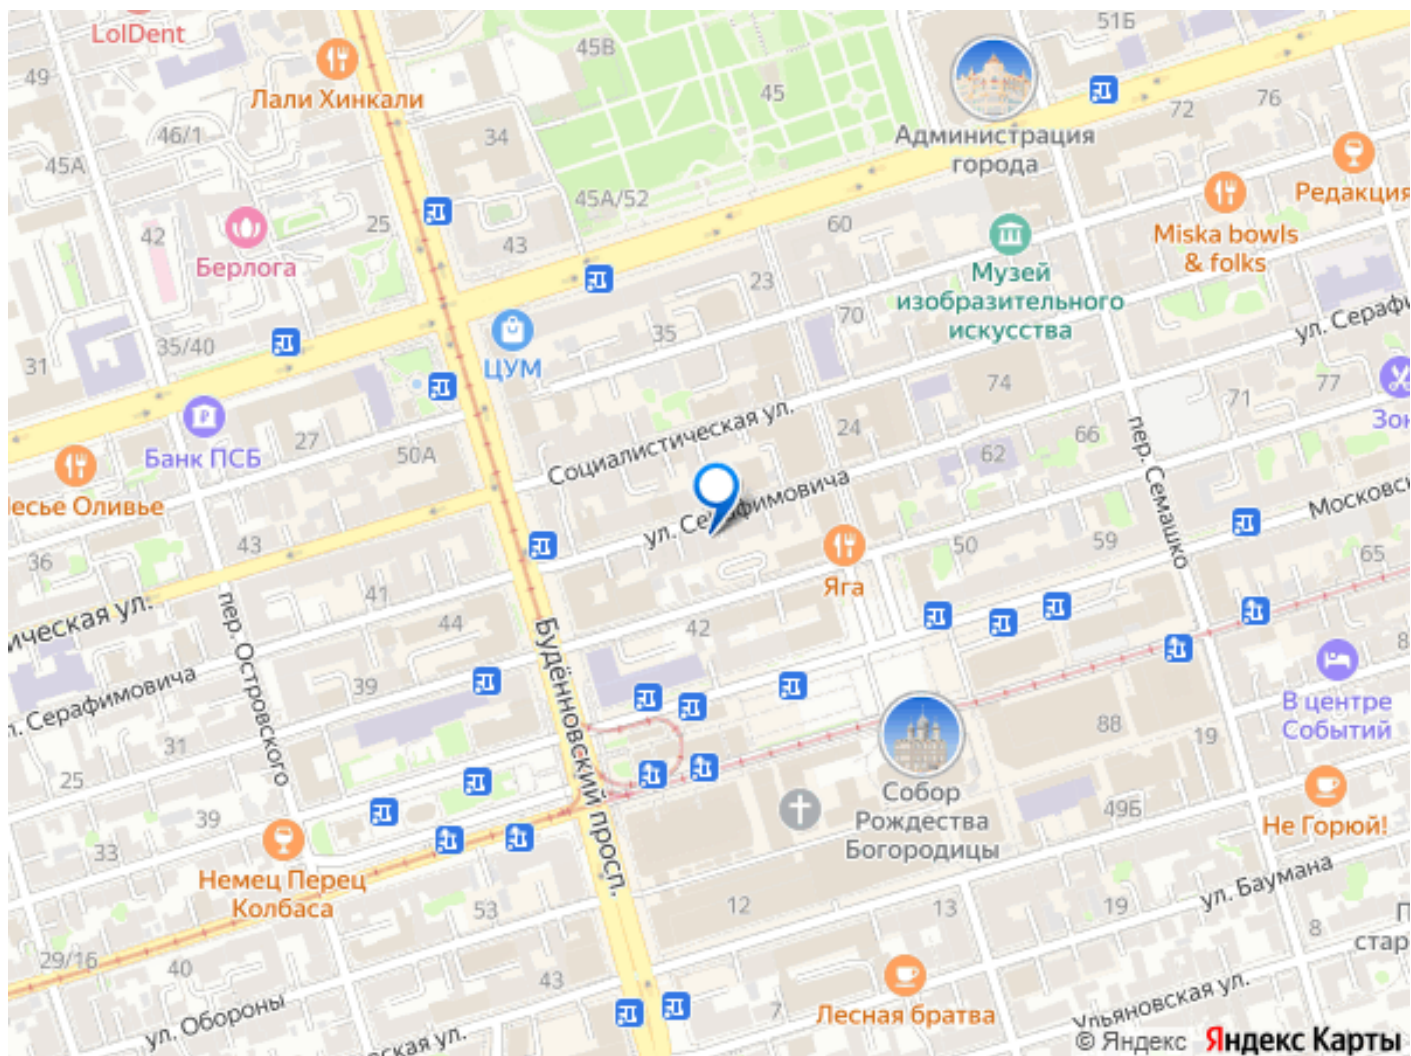 LolDent
51Б
45В
49
Лали Хинкали
45
76
72
46/1
34
Администрация
города
45А
Редакция
45А/52
60
Miska bowls
& folks
42
25
43
Берлога
23
Музей
изобразительного
искусства
70
35
ул. Серафи
35/40
31
ЦУМ
74
77
71
Зон
Социалистическая ул.
24
66
пер. Семашко
27
50А
Банк ПСБ
62
есье Оливье
ул. Серафимовича
Московск
43
36
50
59
65
Яга
41
ическая ул.
пер. Островского
44
42
Будённовский просп.
39
л. Серафимовича
В центре
Событий
88
19
31
25
Собор
Рождества
Богородицы
39
49Б
33
Не Горюй!
Немец Перец
Колбаса
ул. Баумана
53
12
13
19
8
П
стар
29/16
40
43
7
ул. Обороны
Лесная братва
Ульяновская ул.
вская ул.
© Яндекс Яндекс Карты